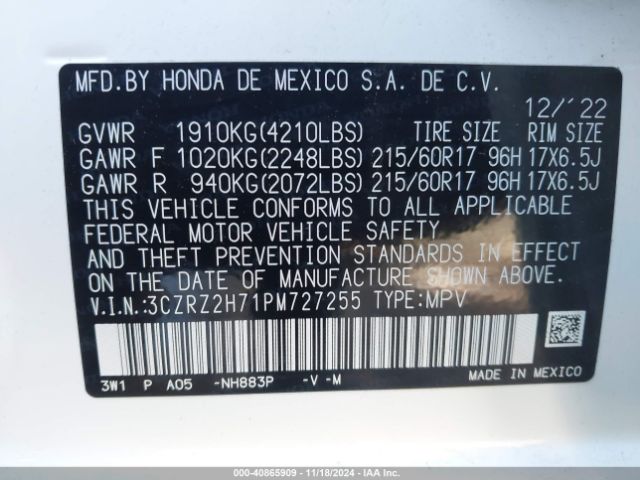 MFD.BY HONDA DE MEXICO S.A. DE C.V.
12/'22
GVWR 1910KG(4210LBS) TIRE SIZE RIM SIZE
GAWR F 1020KG(2248LBS) 215/60R17 96H 17X6.5J
GAWR R 940KG(2072LBS) 215/60R17 96H 17X6.5J
THIS VEHICLE CONFORMS TO ALL APPLICABLE
FEDERAL MOTOR VEHICLE SAFETY
AND THEFT PREVENTION STANDARDS IN EFFECT
ON THE DATE OF MANUFACTURE SHOWN ABOVE.
V.I.N.:3CZRZ2H71PM727255 TYPE:MPV
3W1 P A05 -NH883P -V -M MADE IN MEXICO
000-40865909 | 11/18/2024 - Copyright © IAA, Inc.